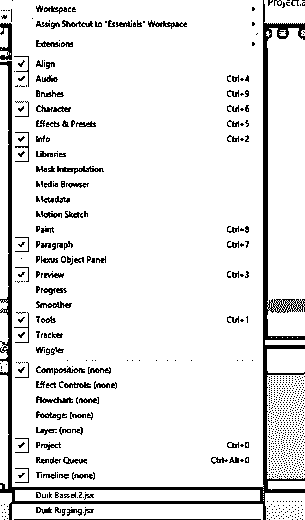 Project.a
Workspace
Assign Shortcut to "Essentials" Workspace
Extensions
Align
Audio Ctrl+4
Brushes Ctrl+9
Character Ctrl+6
Effects & Presets Ctrl+5
Info Ctrl+2
Libraries
Mask Interpolation
Media Browser
Metadata
Motion Sketch
Paint Ctrl+8
Paragraph Ctrl+7
Plexus Object Panel
Preview Ctrl+3
Progress
Smoother
Tools Ctrl+1
Tracker
Wiggler
Composition: (none)
Effect Controls: (none)
Flowchart: (none)
Footage: (none)
Layer: (none)
Project Ctrl+0
Render Queue Ctrl+Alt+0
Timeline: (none)
Duik Bassel.2.jsx
Duik Rigging.jsx